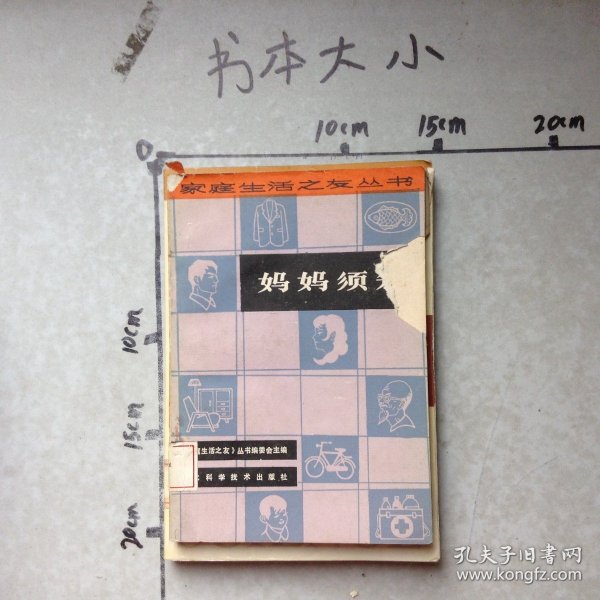 书本大小
10cm 15cm 20cm
0
家庭生活之友丛书
妈妈须
10cm
15cm
20cm
《生活之友》丛书编委会主编
科学技术出版社
孔夫子旧书网
www.kongfz.com